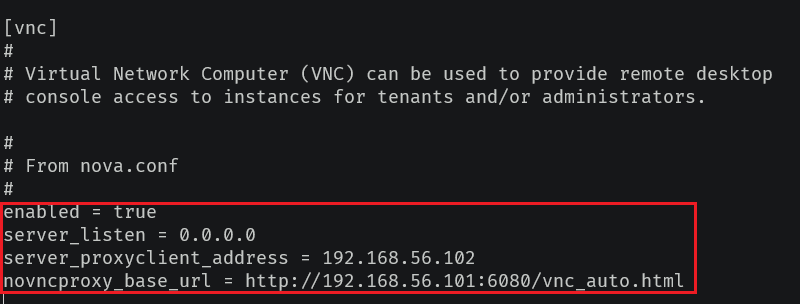 [vnc]
#
# Virtual Network Computer (VNC) can be used to provide remote desktop
# console access to instances for tenants and/or administrators.
#
# From nova.conf
#
enabled = true
server_listen = 0.0.0.0
server_proxyclient_address = 192.168.56.102
novncproxy_base_url = http://192.168.56.101:6080/vnc_auto.html